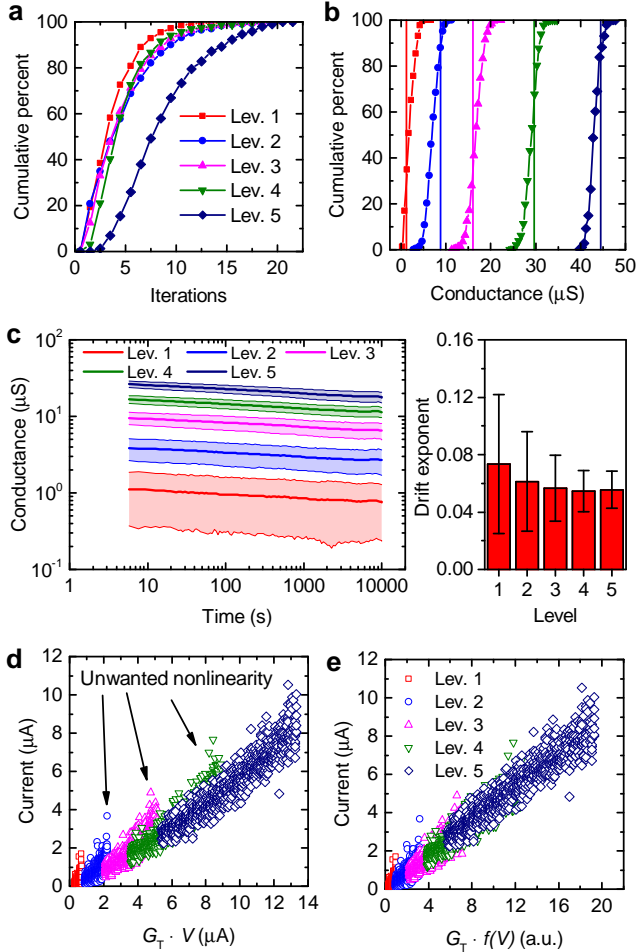 a
100
80
60
40
20
0
Cumulative percent
Lev. 1
Lev. 2
Lev. 3
Lev. 4
Lev. 5
0 5 10 15 20
Iterations
b
100
80
60
40
20
0
Cumulative percent
0 10 20 30 40 50
Conductance (μS)
c
Lev. 1 Lev. 2 Lev. 3
Lev. 4 Lev. 5
10² 
10¹
10⁰
10⁻¹
Conductance (μS)
1 10 100 1000 10000
Time (s)
0.16
0.12
0.08
0.04
0.00
Drift exponent
1 2 3 4 5
Level
d
Unwanted nonlinearity
12
10
8
6
4
2
0
Current (μA)
0 2 4 6 8 10 12 14
G_T · V (μA)
e
Lev. 1
Lev. 2
Lev. 3
Lev. 4
Lev. 5
12
10
8
6
4
2
0
Current (μA)
0 4 8 12 16 20
G_T · f(V) (a.u.)